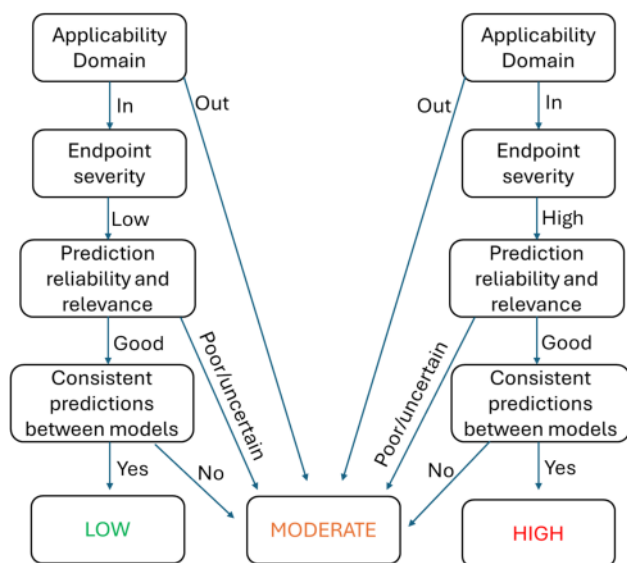 Applicability
Domain
In
Out
Endpoint
severity
Low
Prediction
reliability and
relevance
Good
Poor/uncertain
Consistent
predictions
between models
Yes
No
LOW
MODERATE
Applicability
Domain
Out
In
Endpoint
severity
High
Prediction
reliability and
relevance
Poor/uncertain
Good
Consistent
predictions
between models
No
Yes
HIGH